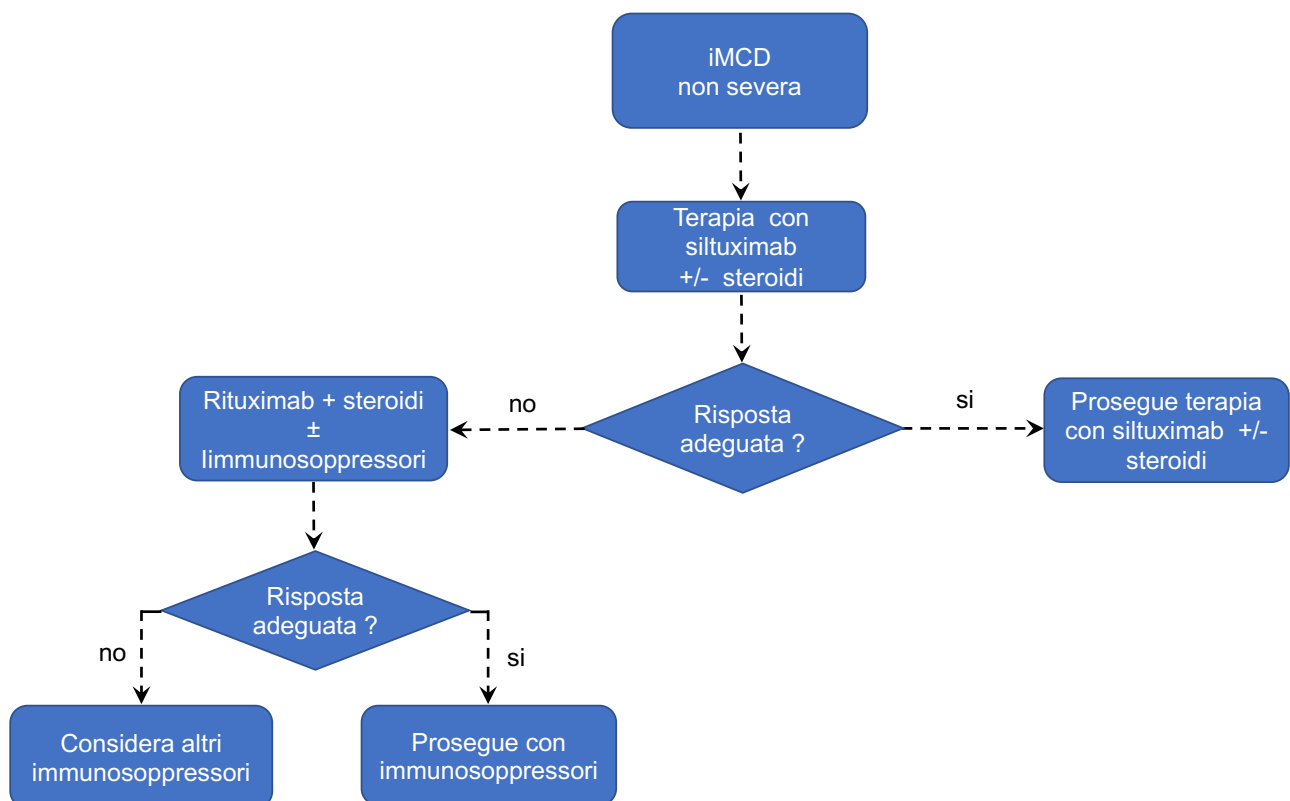 iMCD
non severa
Terapia con
siltuximab
+/- steroidi
Risposta
adeguata ?
no
si
Rituximab + steroidi
±
Iimmunosoppressori
Prosegue terapia
con siltuximab +/-
steroidi
Risposta
adeguata ?
no
si
Considera altri
immunosoppressori
Prosegue con
immunosoppressori